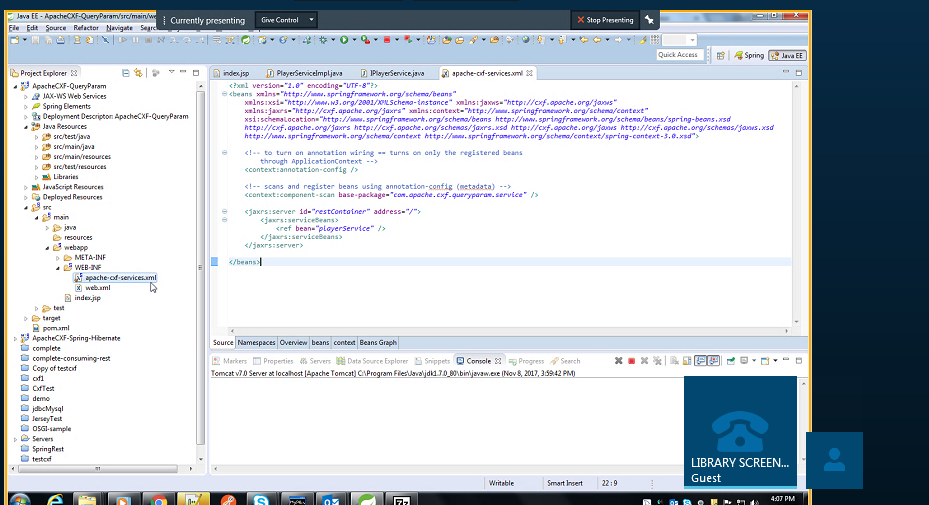 Java EE - ApacheCXF-QueryParam/src/main/we
Currently presenting
Give Control
Stop Presenting
File Edit Source Refactor Navigate Sear
Quick Access
Spring
Java EE
Project Explorer
ApacheCXF-QueryParam
JAX-WS Web Services
Spring Elements
Deployment Descriptor: ApacheCXF-QueryParam
Java Resources
src/test/java
src/main/java
src/main/resources
src/test/resources
Libraries
JavaScript Resources
Deployed Resources
src
main
java
resources
webapp
META-INF
WEB-INF
apache-cxf-services.xml
web.xml
index.jsp
test
target
pom.xml
ApacheCXF-Spring-Hibernate
complete
complete-consuming-rest
Copy of testcxf
cxf1
CxfTest
demo
jdbcMysql
JerseyTest
OSGI-sample
Servers
SpringRest
testcxf
index.jsp
PlayerServiceImpl.java
IPlayerService.java
apache-cxf-services.xml
<?xml version="1.0" encoding="UTF-8"?>
<beans xmlns="http://www.springframework.org/schema/beans"
xmlns:xsi="http://www.w3.org/2001/XMLSchema-instance" xmlns:jaxws="http://cxf.apache.org/jaxws"
xmlns:jaxrs="http://cxf.apache.org/jaxrs" xmlns:context="http://www.springframework.org/schema/context"
xsi:schemaLocation="http://www.springframework.org/schema/beans http://www.springframework.org/schema/beans/spring-beans.xsd
http://cxf.apache.org/jaxrs http://cxf.apache.org/schemas/jaxrs.xsd http://cxf.apache.org/jaxws http://cxf.apache.org/schemas/jaxws.xsd
http://www.springframework.org/schema/context http://www.springframework.org/schema/context/spring-context-3.0.xsd">
<!-- to turn on annotation wiring == turns on only the registered beans
through ApplicationContext -->
<context:annotation-config />
<!-- scans and register beans using annotation-config (metadata) -->
<context:component-scan base-package="com.apache.cxf.queryparam.service" />
<jaxrs:server id="restContainer" address="/">
<jaxrs:serviceBeans>
<ref bean="playerService" />
</jaxrs:serviceBeans>
</jaxrs:server>
</beans>
Source Namespaces Overview beans context Beans Graph
Markers Properties Servers Data Source Explorer Snippets Console Progress Search
Tomcat v7.0 Server at localhost [Apache Tomcat] C:\Program Files\Java\jdk1.7.0_80\bin\javaw.exe (Nov 8, 2017, 3:59:42 PM)
LIBRARY SCREEN...
Guest
Writable
Smart Insert
22 : 9
4:07 PM